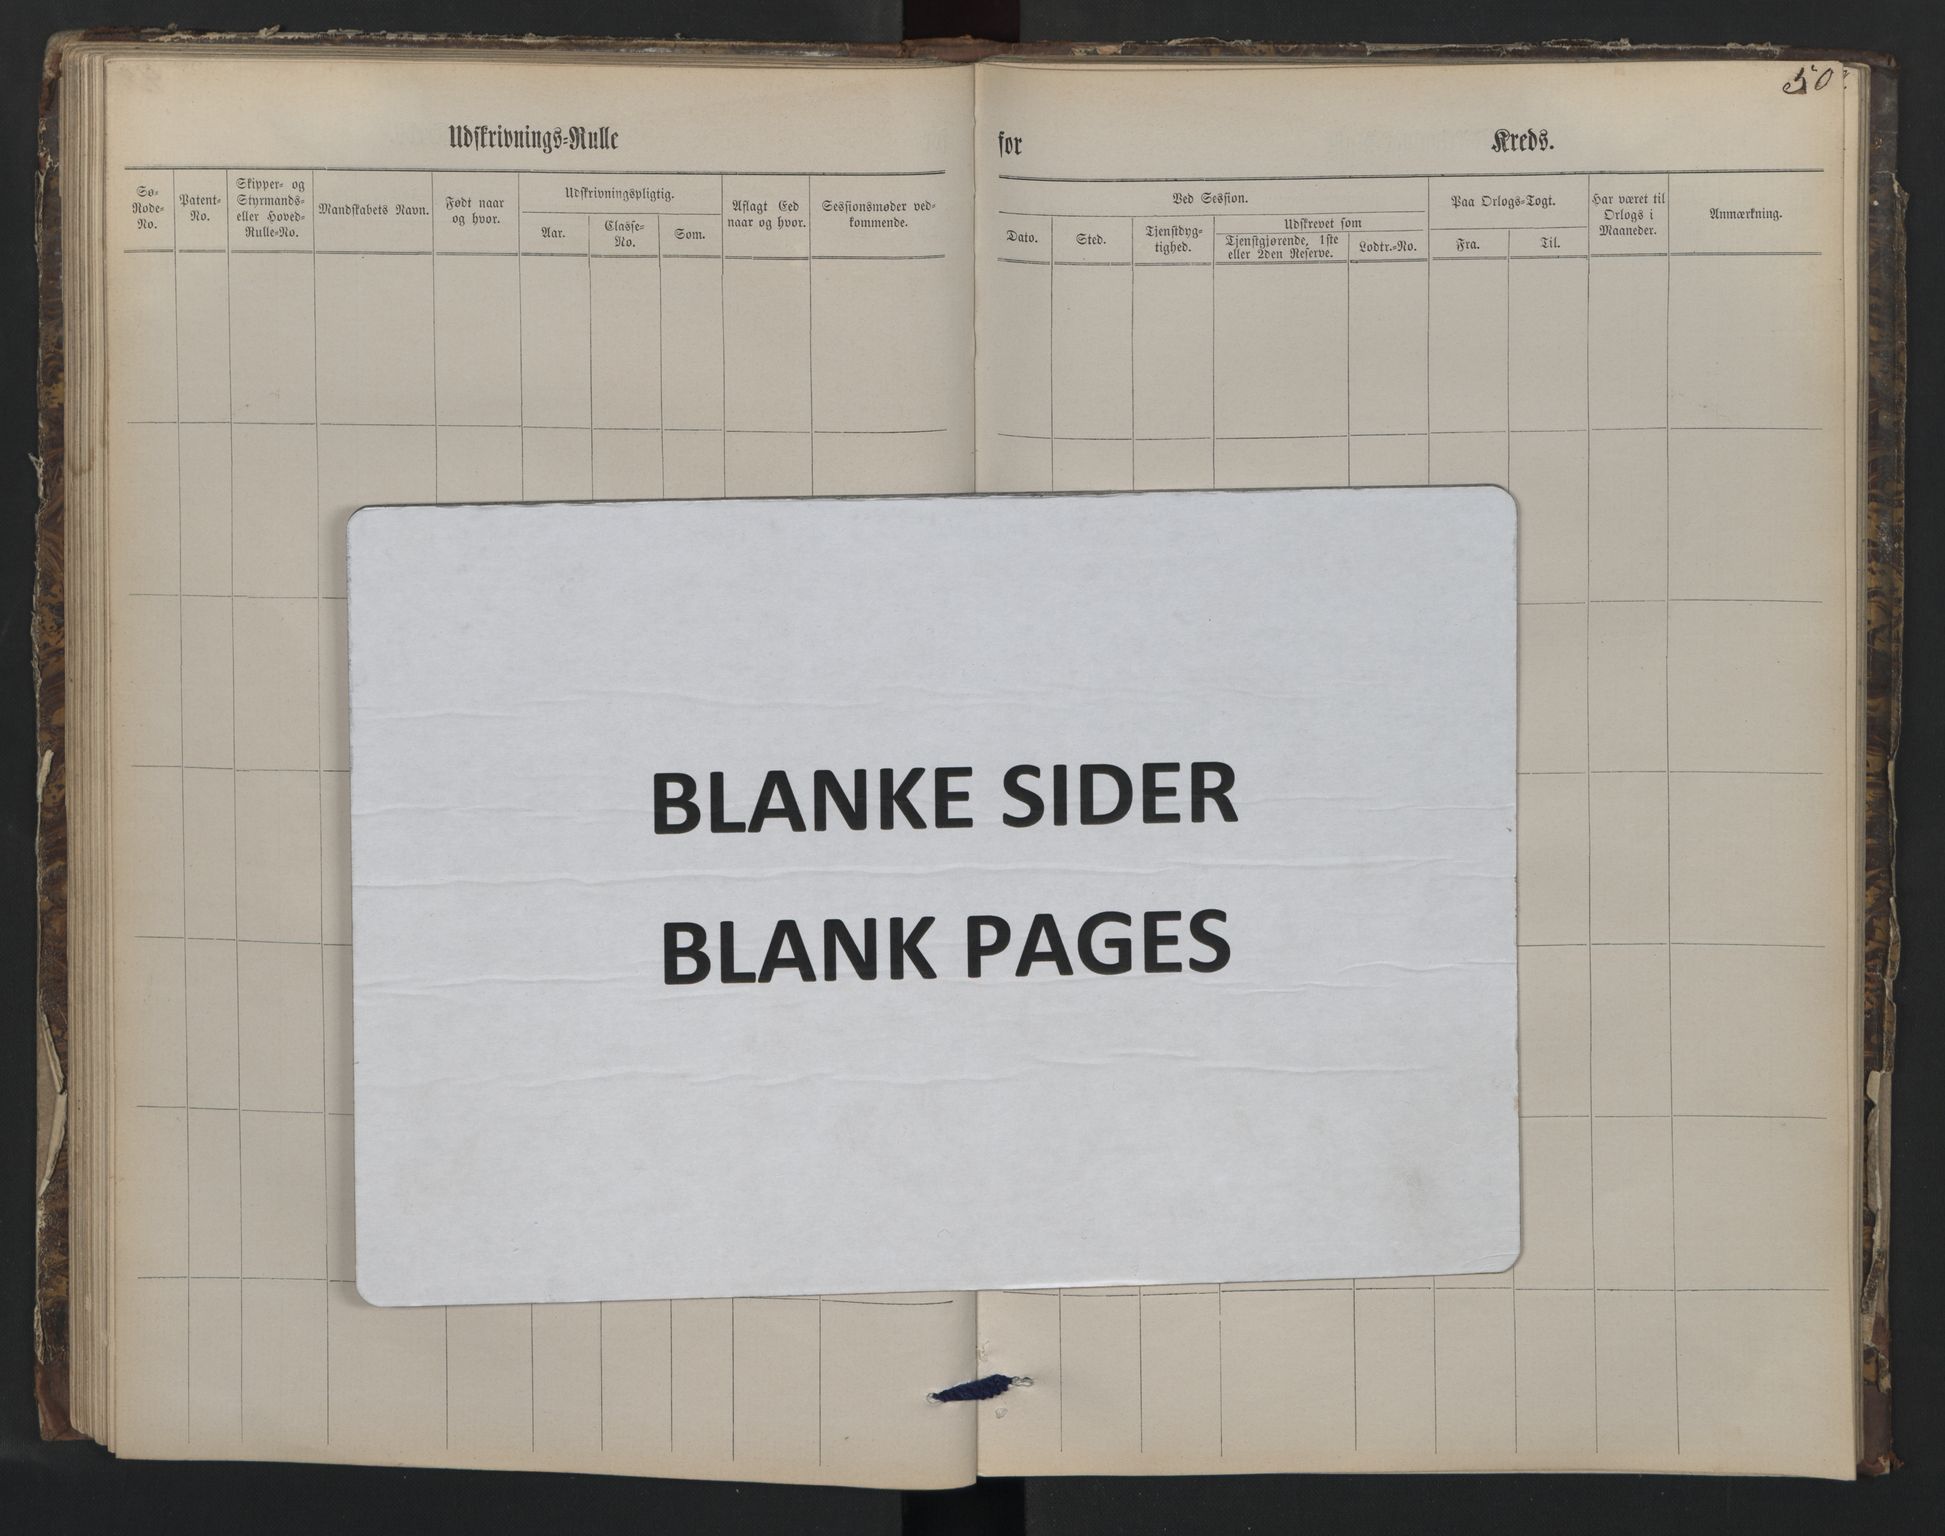 50
Udskrivnings-Rulle
for
Kreds.
Sø-
Rode-
No.
Patent-
No.
Skipper- og
Styrmands-
eller Hoved-
Rulle-No.
Mandskabets Navn.
Født naar
og hvor.
Udskrivningspligtig.
Aar.
Classe-
No.
Som.
Aflagt Eed
naar og hvor.
Sessionsmøder ved-
kommende.
Ved Session.
Dato.
Sted.
Tjenstdyg-
tighed.
Udskrevet som
Tjenstgjørende, 1ste
eller 2den Reserve.
Lodtr.-No.
Paa Orlogs-Togt.
Fra.
Til.
Har været til
Orlogs i
Maaneder.
Anmærkning.
BLANKE SIDER
BLANK PAGES